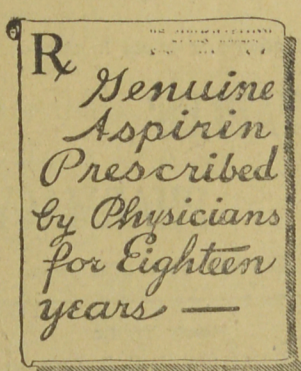 ℞
Genuine
Aspirin
Prescribed
by Physicians
for Eighteen
years —